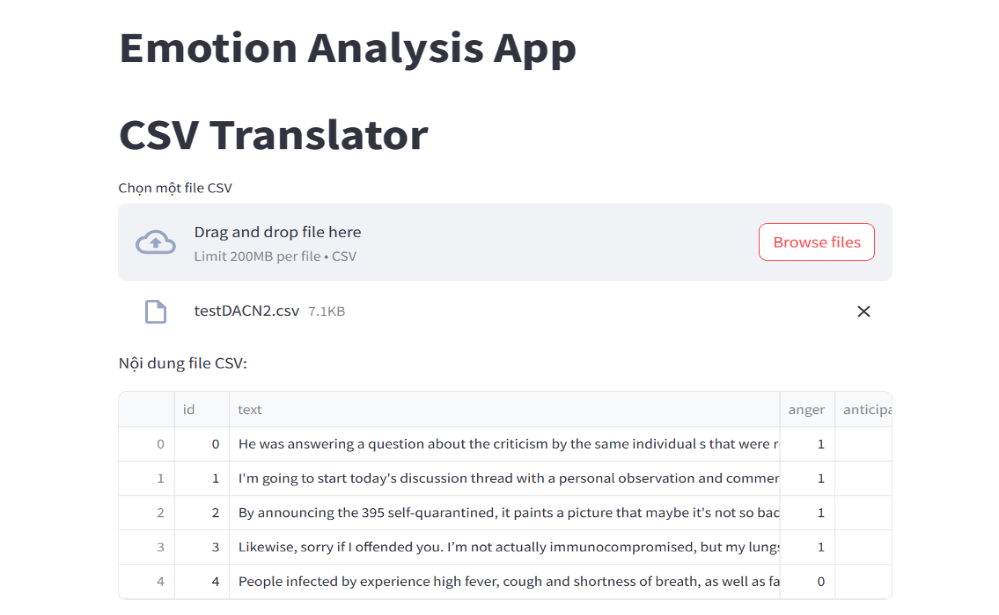 Emotion Analysis App
CSV Translator
Chọn một file CSV
Drag and drop file here
Limit 200MB per file • CSV
Browse files
testDACN2.csv 7.1KB
Nội dung file CSV:
id text anger
0 0 He was answering a question about the criticism by the same individual s that were 1
1 1 I'm going to start today's discussion thread with a personal observation and 1
2 2 By announcing the 395 self-quarantined, it paints a picture that maybe it's not so 1
3 3 Likewise, sorry if I offended you. I’m not actually immunocompromised, but my 1
4 4 People infected by experience high fever, cough and shortness of breath, as well as 0